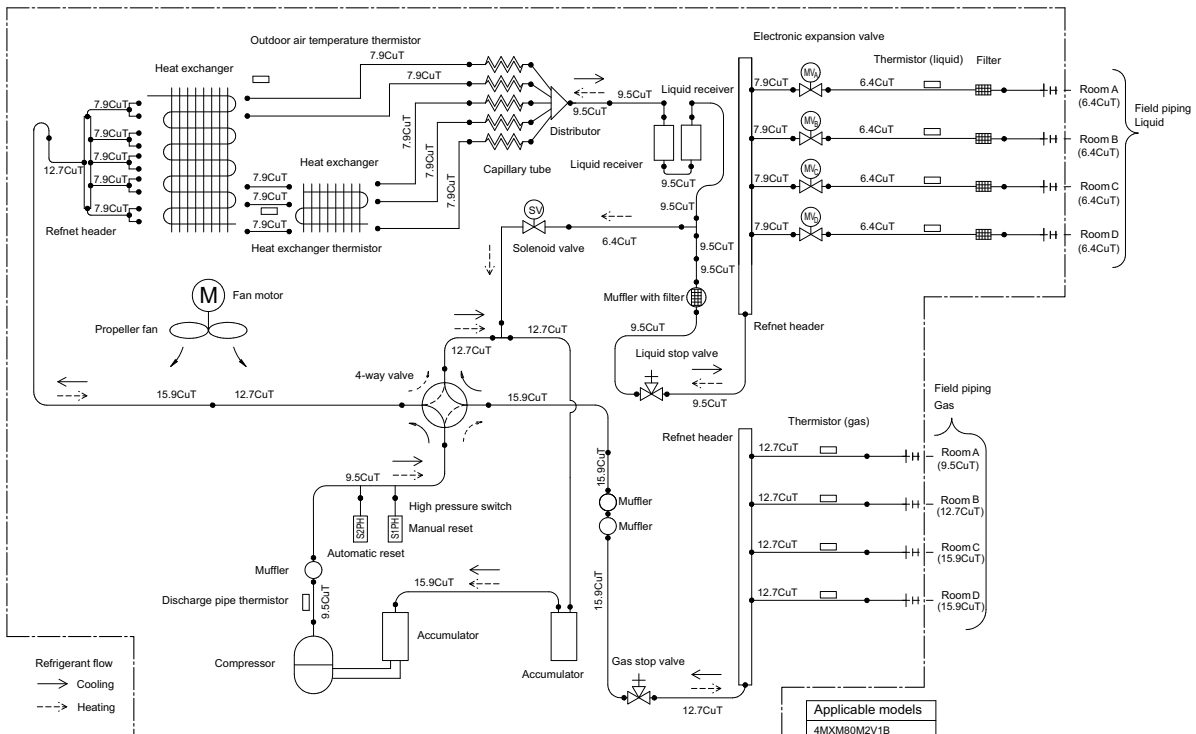 Outdoor air temperature thermistor
Electronic expansion valve
7.9CuT
Heat exchanger
7.9CuT
Thermistor (liquid)
Filter
7.9CuT
MVA
6.4CuT
Room A
(6.4CuT)
Liquid receiver
9.5CuT
9.5CuT
Distributor
7.9CuT
7.9CuT
7.9CuT
7.9CuT
7.9CuT
12.7CuT
Refnet header
7.9CuT
MVB
6.4CuT
Room B
(6.4CuT)
Field piping
Liquid
7.9CuT
7.9CuT
7.9CuT
Heat exchanger
Capillary tube
Liquid receiver
9.5CuT
7.9CuT
7.9CuT
7.9CuT
Heat exchanger thermistor
7.9CuT
MVC
6.4CuT
Room C
(6.4CuT)
9.5CuT
SV
Solenoid valve
6.4CuT
7.9CuT
MVD
6.4CuT
Room D
(6.4CuT)
9.5CuT
9.5CuT
M
Fan motor
Propeller fan
Muffler with filter
Refnet header
9.5CuT
12.7CuT
12.7CuT
Liquid stop valve
9.5CuT
4-way valve
15.9CuT
12.7CuT
15.9CuT
Field piping
Gas
Thermistor (gas)
Refnet header
12.7CuT
Room A
(9.5CuT)
9.5CuT
15.9CuT
High pressure switch
Manual reset
S2PH
S1PH
Automatic reset
Muffler
Muffler
12.7CuT
Room B
(12.7CuT)
12.7CuT
Room C
(15.9CuT)
Muffler
Discharge pipe thermistor
9.5CuT
15.9CuT
15.9CuT
12.7CuT
Room D
(15.9CuT)
Accumulator
Compressor
Accumulator
Gas stop valve
12.7CuT
Refrigerant flow
Cooling
Heating
Applicable models
4MXM80M2V1B